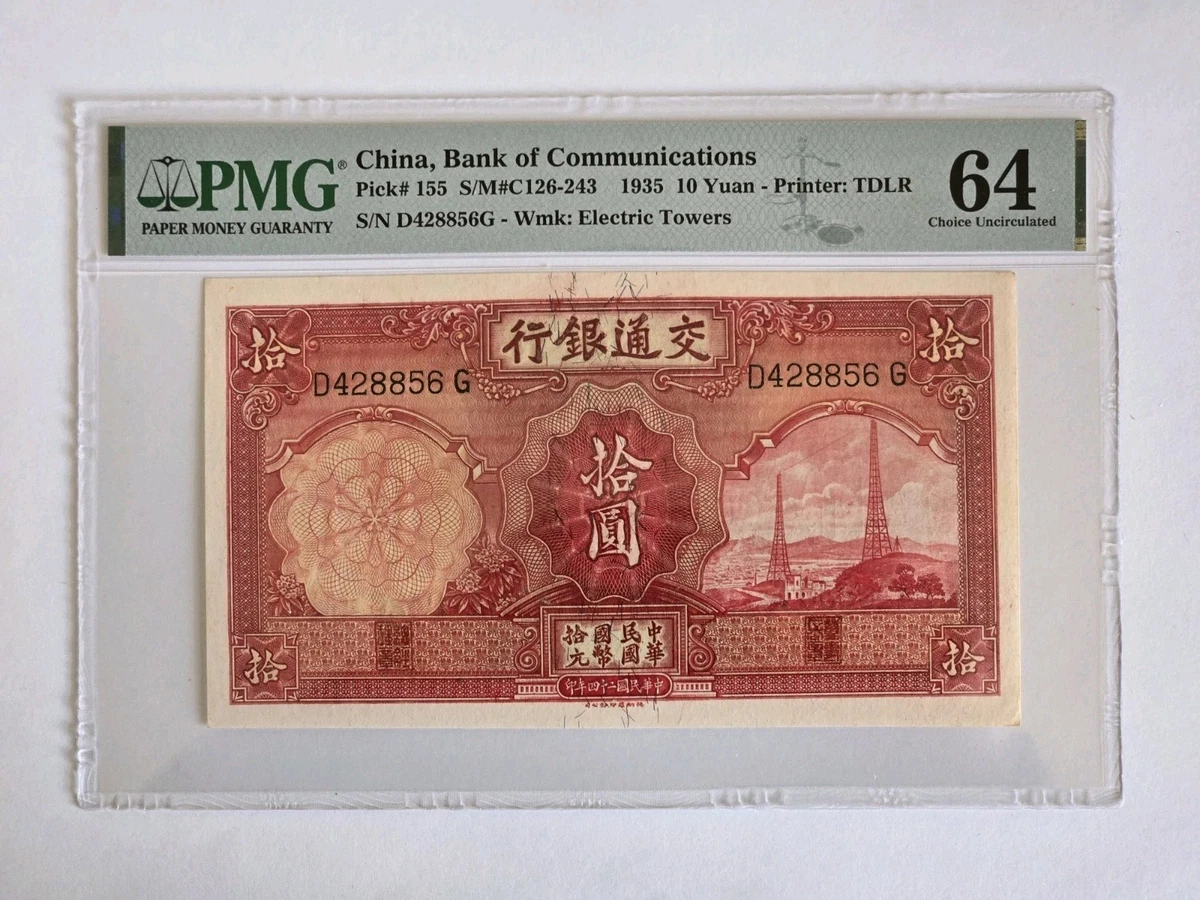 PMG®
PAPER MONEY GUARANTY
China, Bank of Communications
Pick# 155 S/M#C126-243 1935 10 Yuan - Printer: TDLR
S/N D428856G - Wmk: Electric Towers
64
Choice Uncirculated
行銀通交
拾
拾
D428856 G
D428856 G
拾圓
拾國民中
元幣國華
拾
拾
印年四十二國民華中